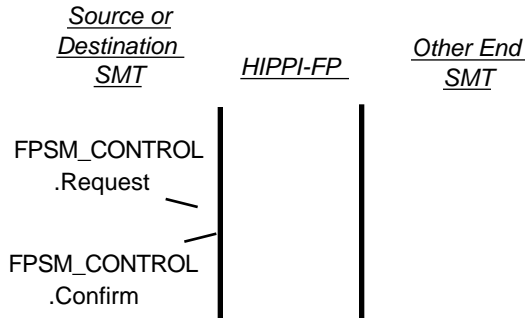 Source or
Destination
SMT
HIPPI-FP
Other End
SMT
FPSM_CONTROL
.Request
FPSM_CONTROL
.Confirm